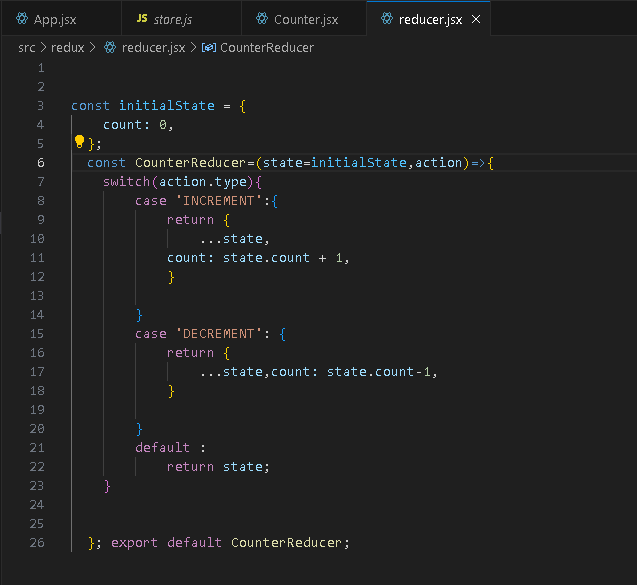 App.jsx JS store.js Counter.jsx reducer.jsx ×
src > redux > reducer.jsx > CounterReducer
1
2
3 const initialState = {
4 count: 0,
5 };
6 const CounterReducer=(state=initialState,action)=>{
7 switch(action.type){
8 case 'INCREMENT':{
9 return {
10 ...state,
11 count: state.count + 1,
12 }
13
14 }
15 case 'DECREMENT': {
16 return {
17 ...state,count: state.count-1,
18 }
19
20 }
21 default :
22 return state;
23 }
24
25
26 }; export default CounterReducer;